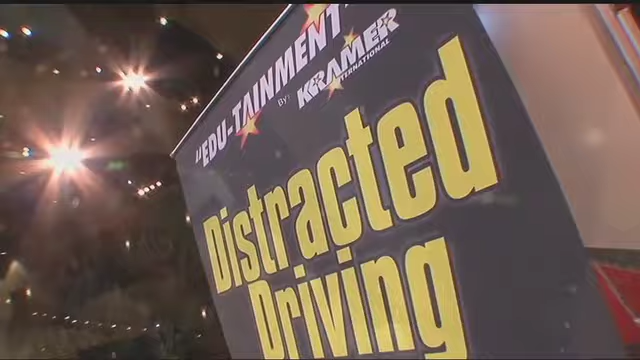 "EDU-TAINMENT"
By: KRAMER
INTERNATIONAL
Distracted
Driving